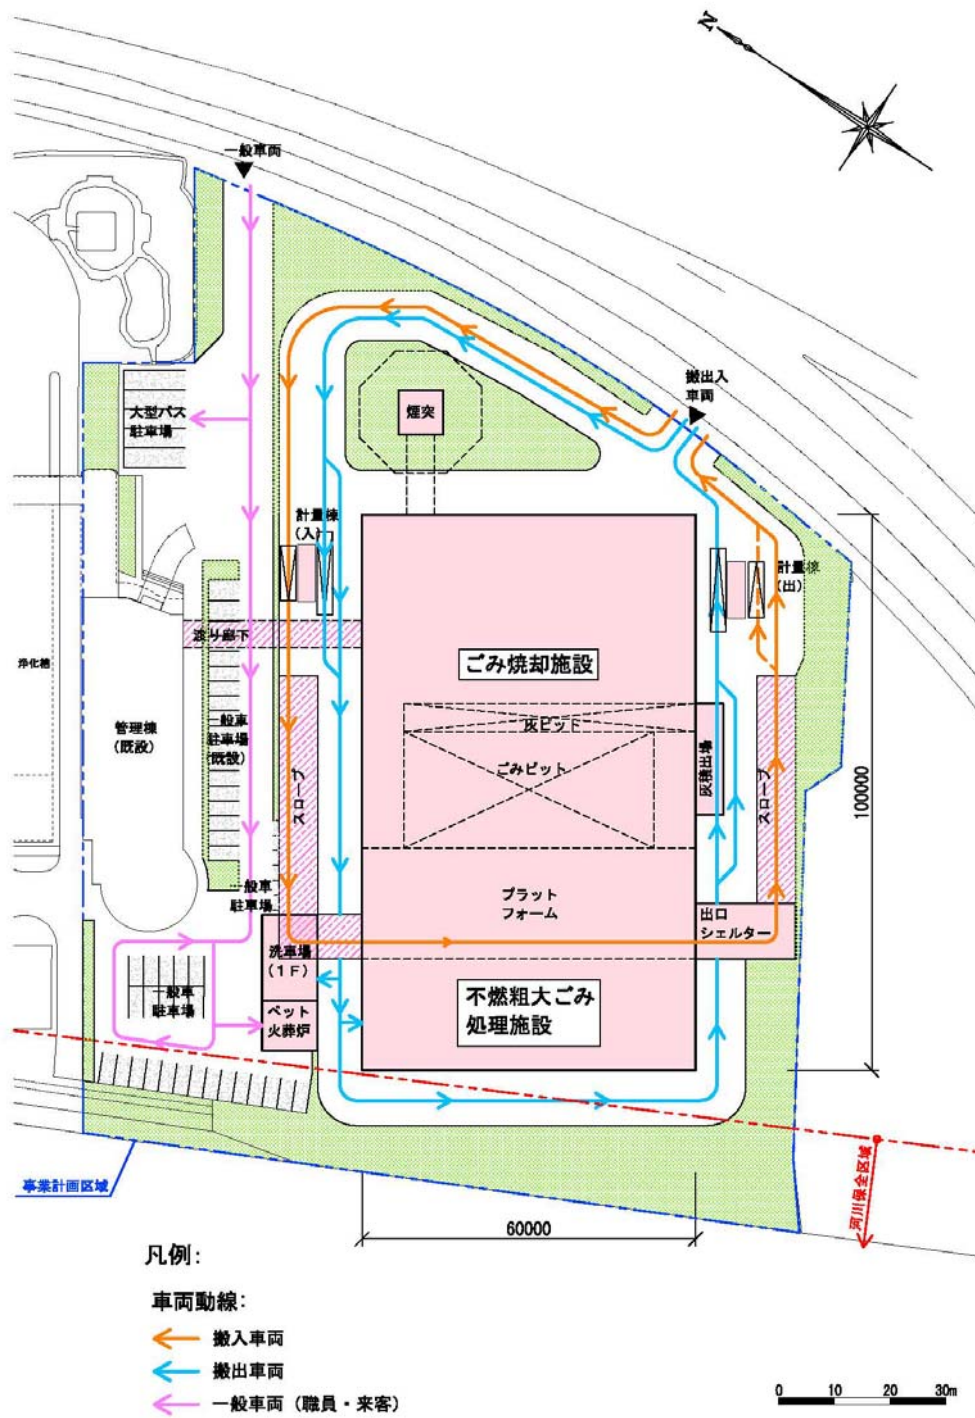 N
一般車両
搬出入
車両
煙突
大型バス
駐車場
計量棟
(入)
計量棟
(出)
渡り廊下
ごみ焼却施設
浄化槽
管理棟
(既設)
一般車
駐車場
(既設)
灰ピット
ごみピット
灰積出場
スロープ
スロープ
100000
一般車
駐車場
プラット
フォーム
出口
シェルター
洗車場
(1F)
一般車
駐車場
ペット
火葬炉
不燃粗大ごみ
処理施設
事業計画区域
河川保全区域
60000
凡例:
車両動線:
搬入車両
搬出車両
一般車両(職員・来客)
0 10 20 30m